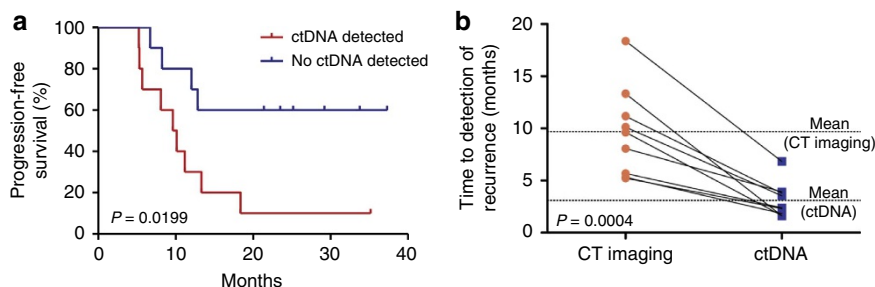 a
Progression-free
survival (%)
100
80
60
40
20
0
ctDNA detected
No ctDNA detected
P = 0.0199
0 10 20 30 40
Months
b
Time to detection of
recurrence (months)
20
15
10
5
0
Mean
(CT imaging)
Mean
(ctDNA)
P = 0.0004
CT imaging ctDNA